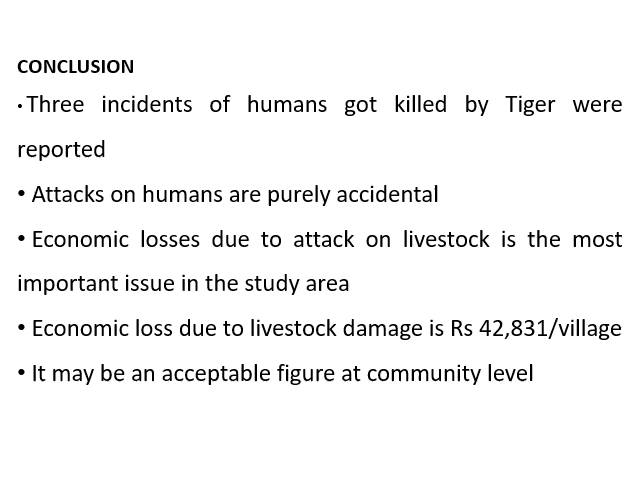 CONCLUSION
•Three incidents of humans got killed by Tiger were
reported
• Attacks on humans are purely accidental
• Economic losses due to attack on livestock is the most
important issue in the study area
• Economic loss due to livestock damage is Rs 42,831/village
• It may be an acceptable figure at community level